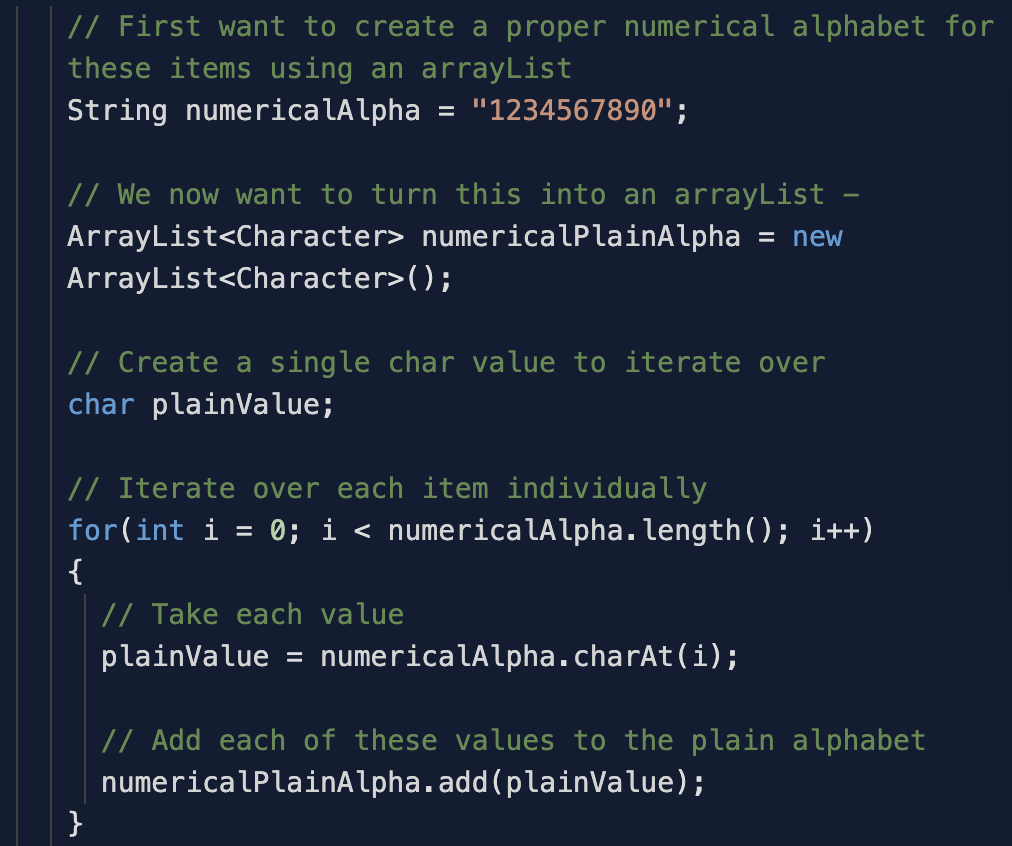 // First want to create a proper numerical alphabet for
these items using an arrayList
String numericalAlpha = "1234567890";
// We now want to turn this into an arrayList –
ArrayList<Character> numericalPlainAlpha = new
ArrayList<Character>();
// Create a single char value to iterate over
char plainValue;
// Iterate over each item individually
for(int i = 0; i < numericalAlpha.length(); i++)
{
// Take each value
plainValue = numericalAlpha.charAt(i);
// Add each of these values to the plain alphabet
numericalPlainAlpha.add(plainValue);
}